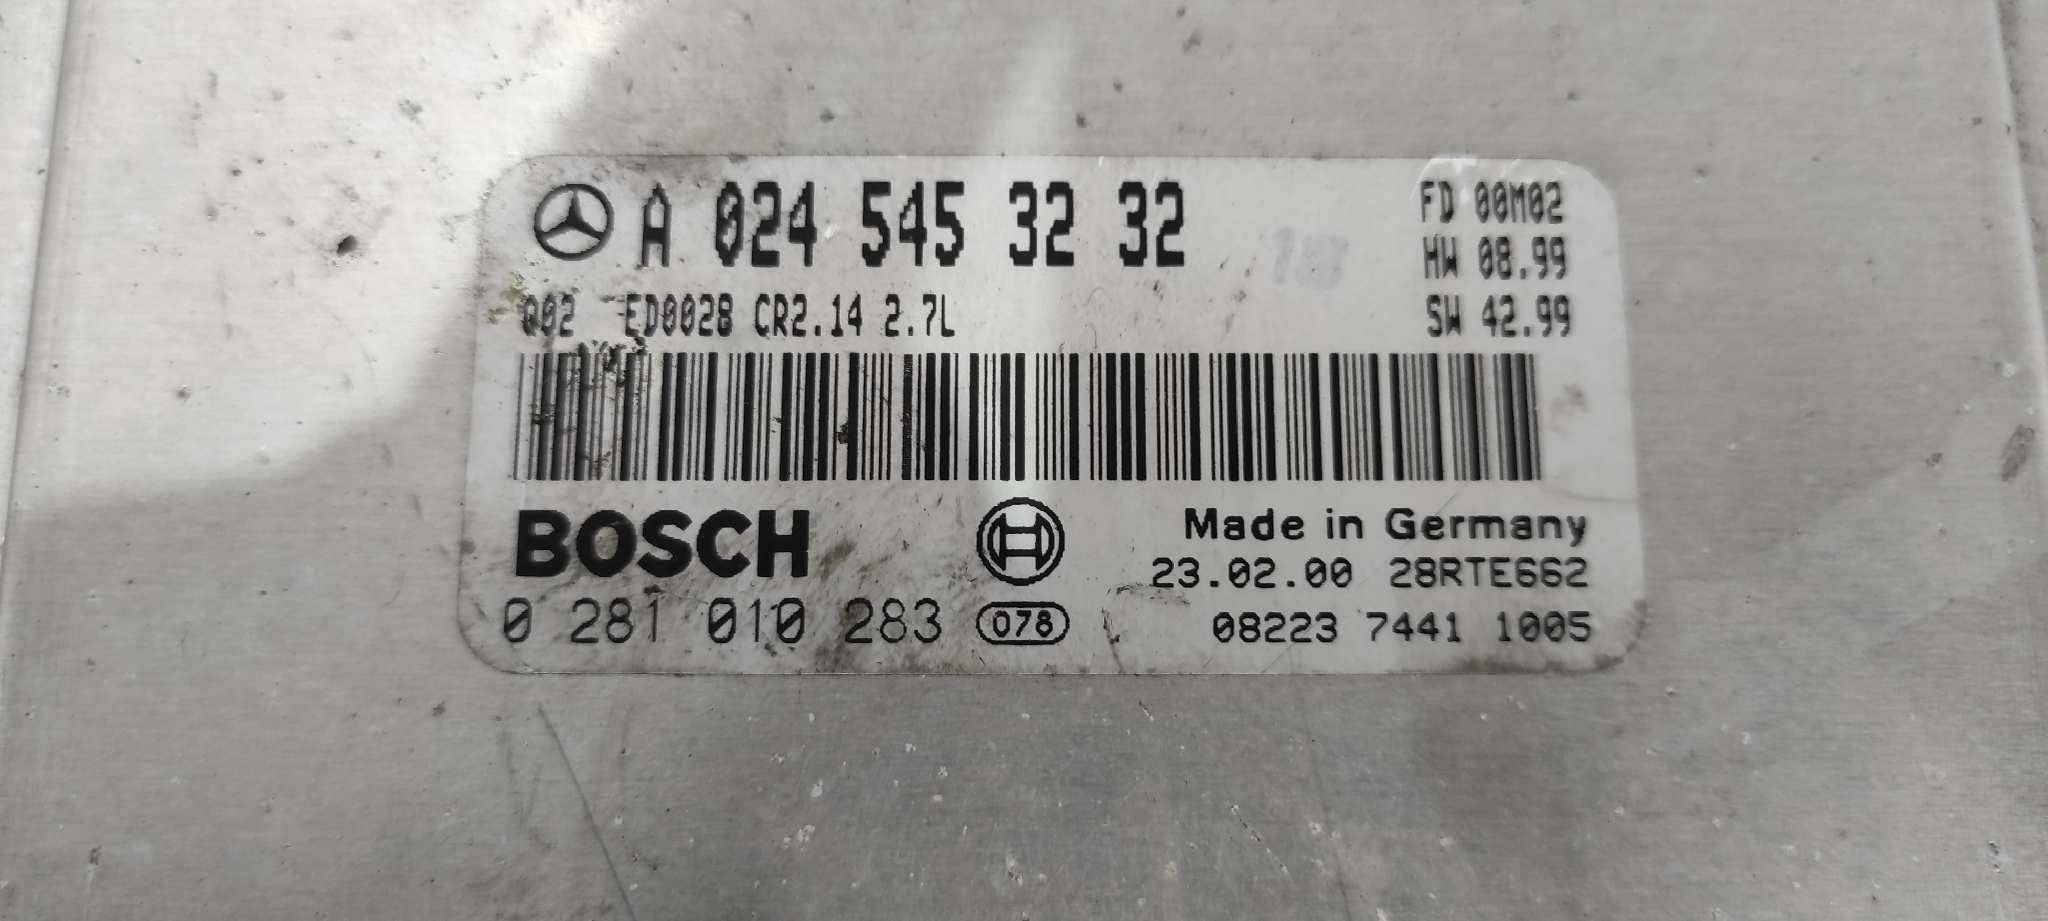 A 024 545 32 32
FD 00M02
HW 08.99
Q02 ED0028 CR2.14 2.7L
SW 42.99
BOSCH
Made in Germany
23.02.00 28RTE662
0 281 010 283 078
08223 7441 1005